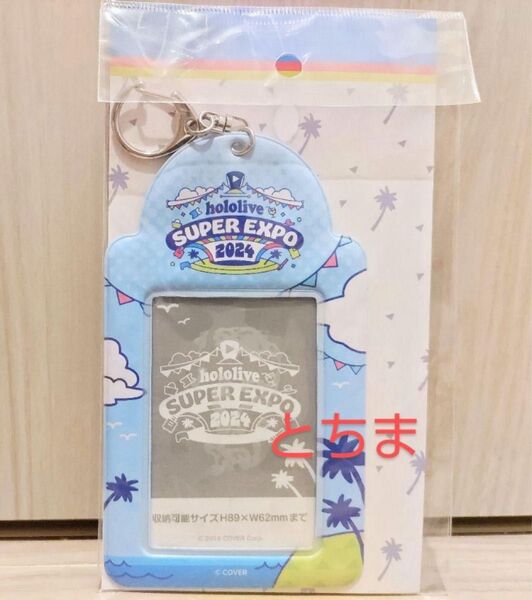 hololive
SUPER EXPO
2024
hololive
SUPER EXPO
2024
とちま
収納可能サイズH89×W62mmまで
© 2016 COVER Corp.
© COVER